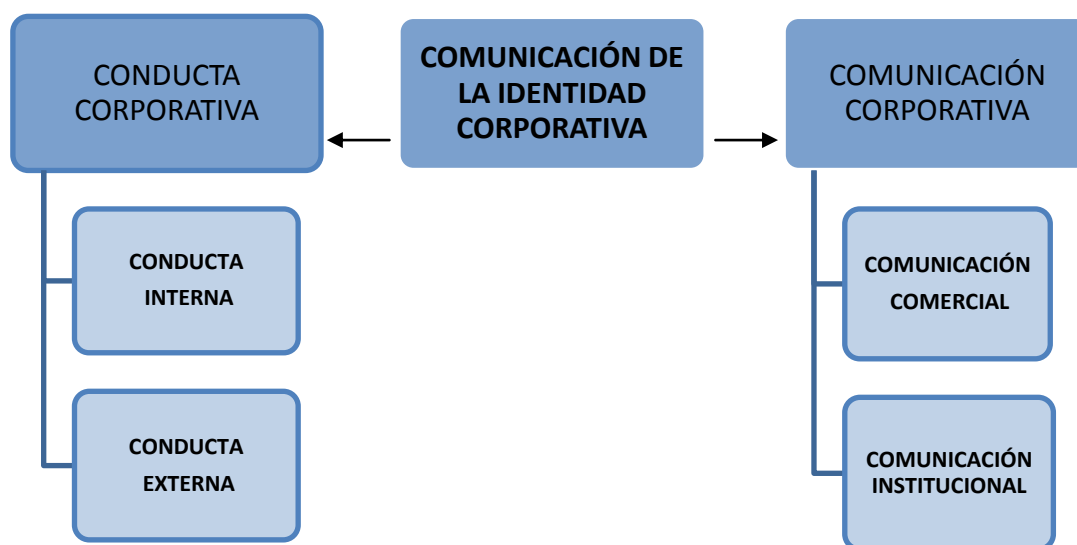 CONDUCTA
CORPORATIVA
COMUNICACIÓN DE
LA IDENTIDAD
CORPORATIVA
COMUNICACIÓN
CORPORATIVA
CONDUCTA
INTERNA
CONDUCTA
EXTERNA
COMUNICACIÓN
COMERCIAL
COMUNICACIÓN
INSTITUCIONAL